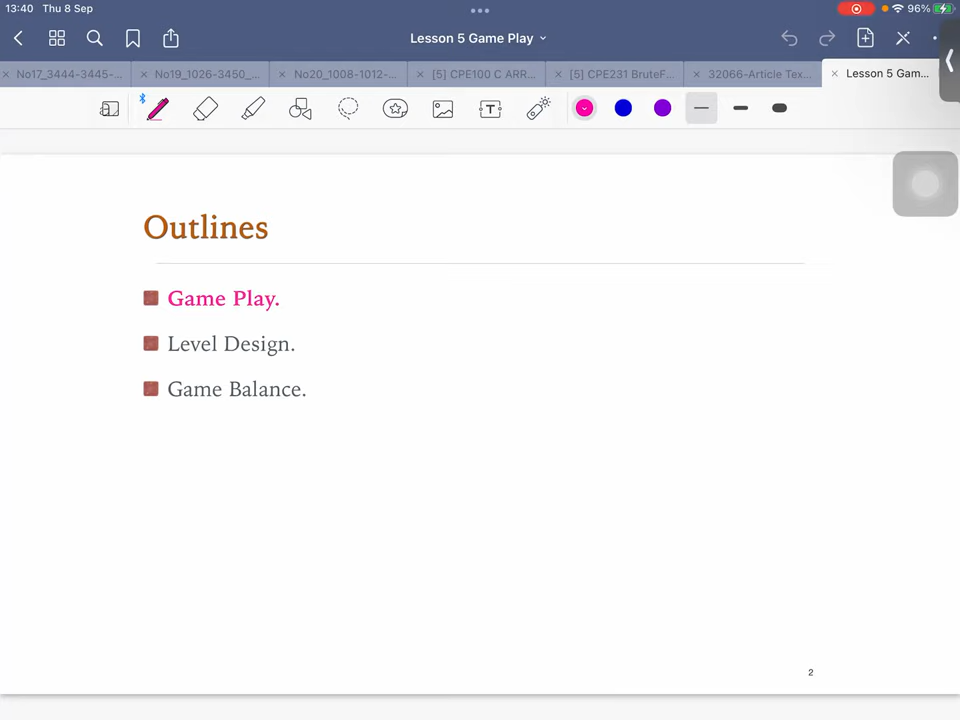 13:40 Thu 8 Sep
96%
Lesson 5 Game Play
No17_3444-3445-...
No19_1026-3450_...
No20_1008-1012-...
[5] CPE100 C ARR...
[5] CPE231 BruteF...
32066-Article Tex...
Lesson 5 Gam...
T
Outlines
Game Play.
Level Design.
Game Balance.
2